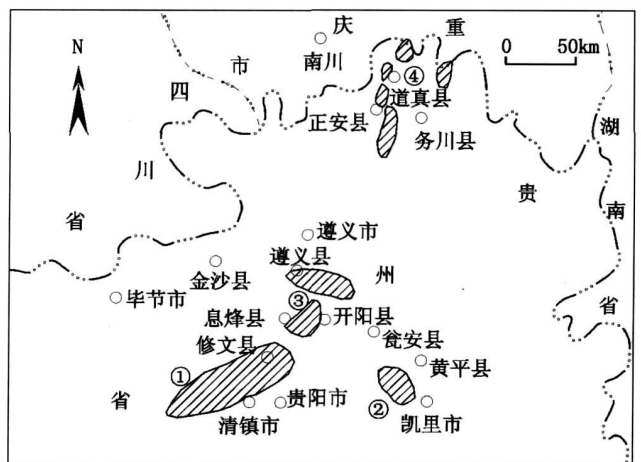 庆
重
N
南川
0 50km
市
④
四
道真县
正安县
务川县
湖
川
贵
南
省
遵义市
遵义县
州
金沙县
毕节市
③
省
息烽县
开阳县
瓮安县
修文县
黄平县
①
省
贵阳市
②
清镇市
凯里市